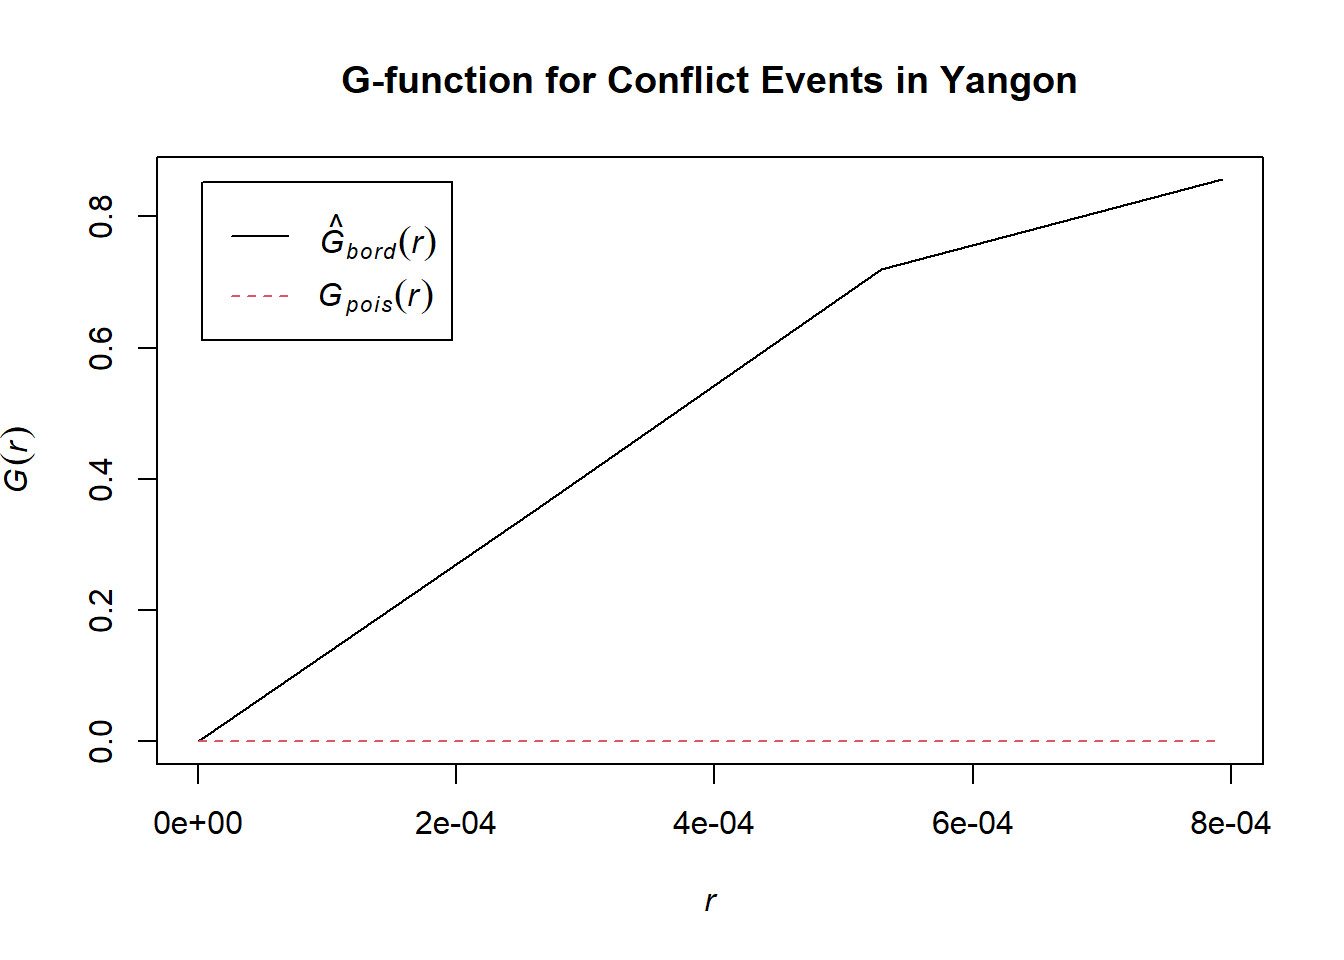 G-function for Conflict Events in Yangon
Ĝbord(r)
Gpois(r)
G(r)
0.8
0.6
0.4
0.2
0.0
0e+00 2e-04 4e-04 6e-04 8e-04
r